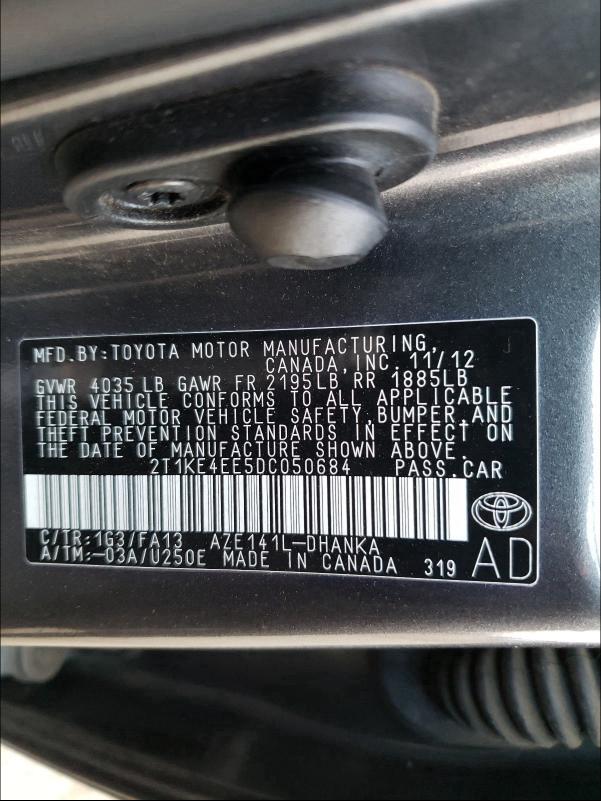 MFD.BY:TOYOTA MOTOR MANUFACTURING,
CANADA,INC. 11/12
GVWR 4035 LB GAWR FR 2195LB RR 1885LB
THIS VEHICLE CONFORMS TO ALL APPLICABLE
FEDERAL MOTOR VEHICLE SAFETY,BUMPER,AND
THEFT PREVENTION STANDARDS IN EFFECT ON
THE DATE OF MANUFACTURE SHOWN ABOVE.
2T1KE4EE5DC050684 PASS.CAR
C/TR:1G3/FA13 AZE141L-DHANKA
A/TM:-03A/U250E MADE IN CANADA 319 AD